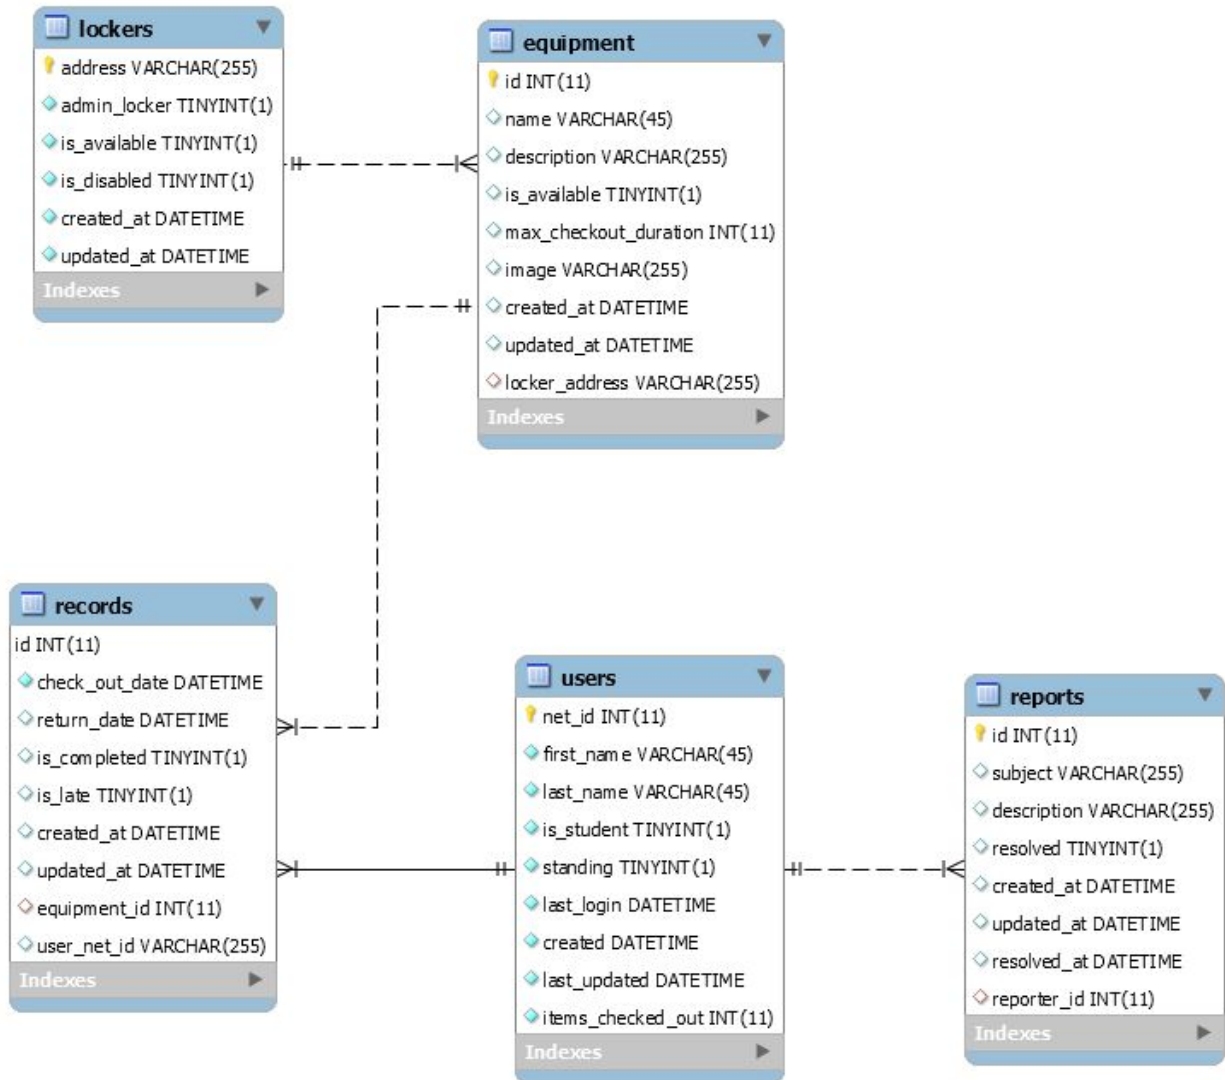 lockers
address VARCHAR(255)
admin_locker TINYINT(1)
is_available TINYINT(1)
is_disabled TINYINT(1)
created_at DATETIME
updated_at DATETIME
Indexes
equipment
id INT(11)
name VARCHAR(45)
description VARCHAR(255)
is_available TINYINT(1)
max_checkout_duration INT(11)
image VARCHAR(255)
created_at DATETIME
updated_at DATETIME
locker_address VARCHAR(255)
Indexes
records
id INT(11)
check_out_date DATETIME
return_date DATETIME
is_completed TINYINT(1)
is_late TINYINT(1)
created_at DATETIME
updated_at DATETIME
equipment_id INT(11)
user_net_id VARCHAR(255)
Indexes
users
net_id INT(11)
first_name VARCHAR(45)
last_name VARCHAR(45)
is_student TINYINT(1)
standing TINYINT(1)
last_login DATETIME
created DATETIME
last_updated DATETIME
items_checked_out INT(11)
Indexes
reports
id INT(11)
subject VARCHAR(255)
description VARCHAR(255)
resolved TINYINT(1)
created_at DATETIME
updated_at DATETIME
resolved_at DATETIME
reporter_id INT(11)
Indexes